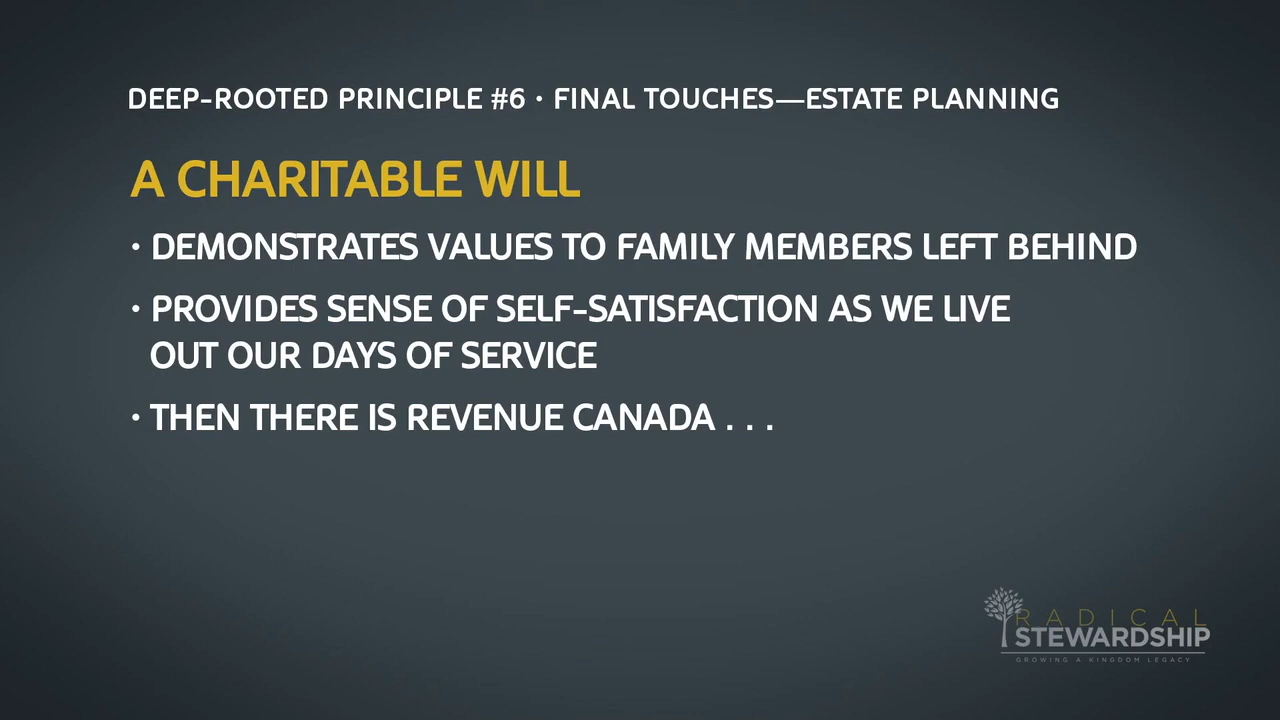 DEEP-ROOTED PRINCIPLE #6 • FINAL TOUCHES—ESTATE PLANNING
A CHARITABLE WILL
• DEMONSTRATES VALUES TO FAMILY MEMBERS LEFT BEHIND
• PROVIDES SENSE OF SELF-SATISFACTION AS WE LIVE
OUT OUR DAYS OF SERVICE
• THEN THERE IS REVENUE CANADA . . .
RADICAL
STEWARDSHIP
GROWING A KINGDOM LEGACY